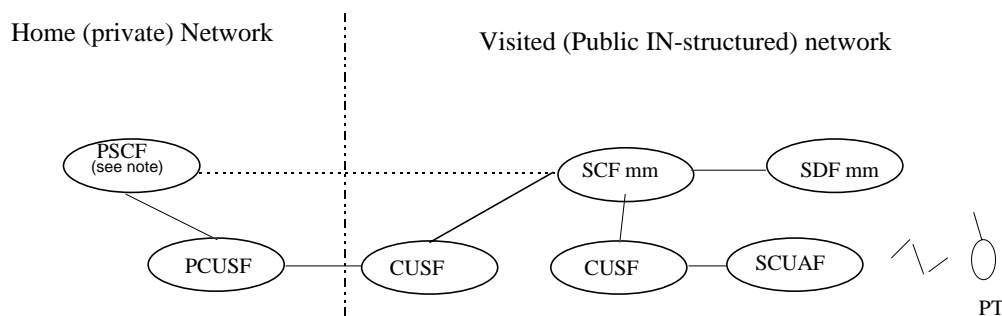 Home (private) Network
Visited (Public IN-structured) network
PSCF
(see note)
SCF mm
SDF mm
PCUSF
CUSF
CUSF
SCUAF
PT